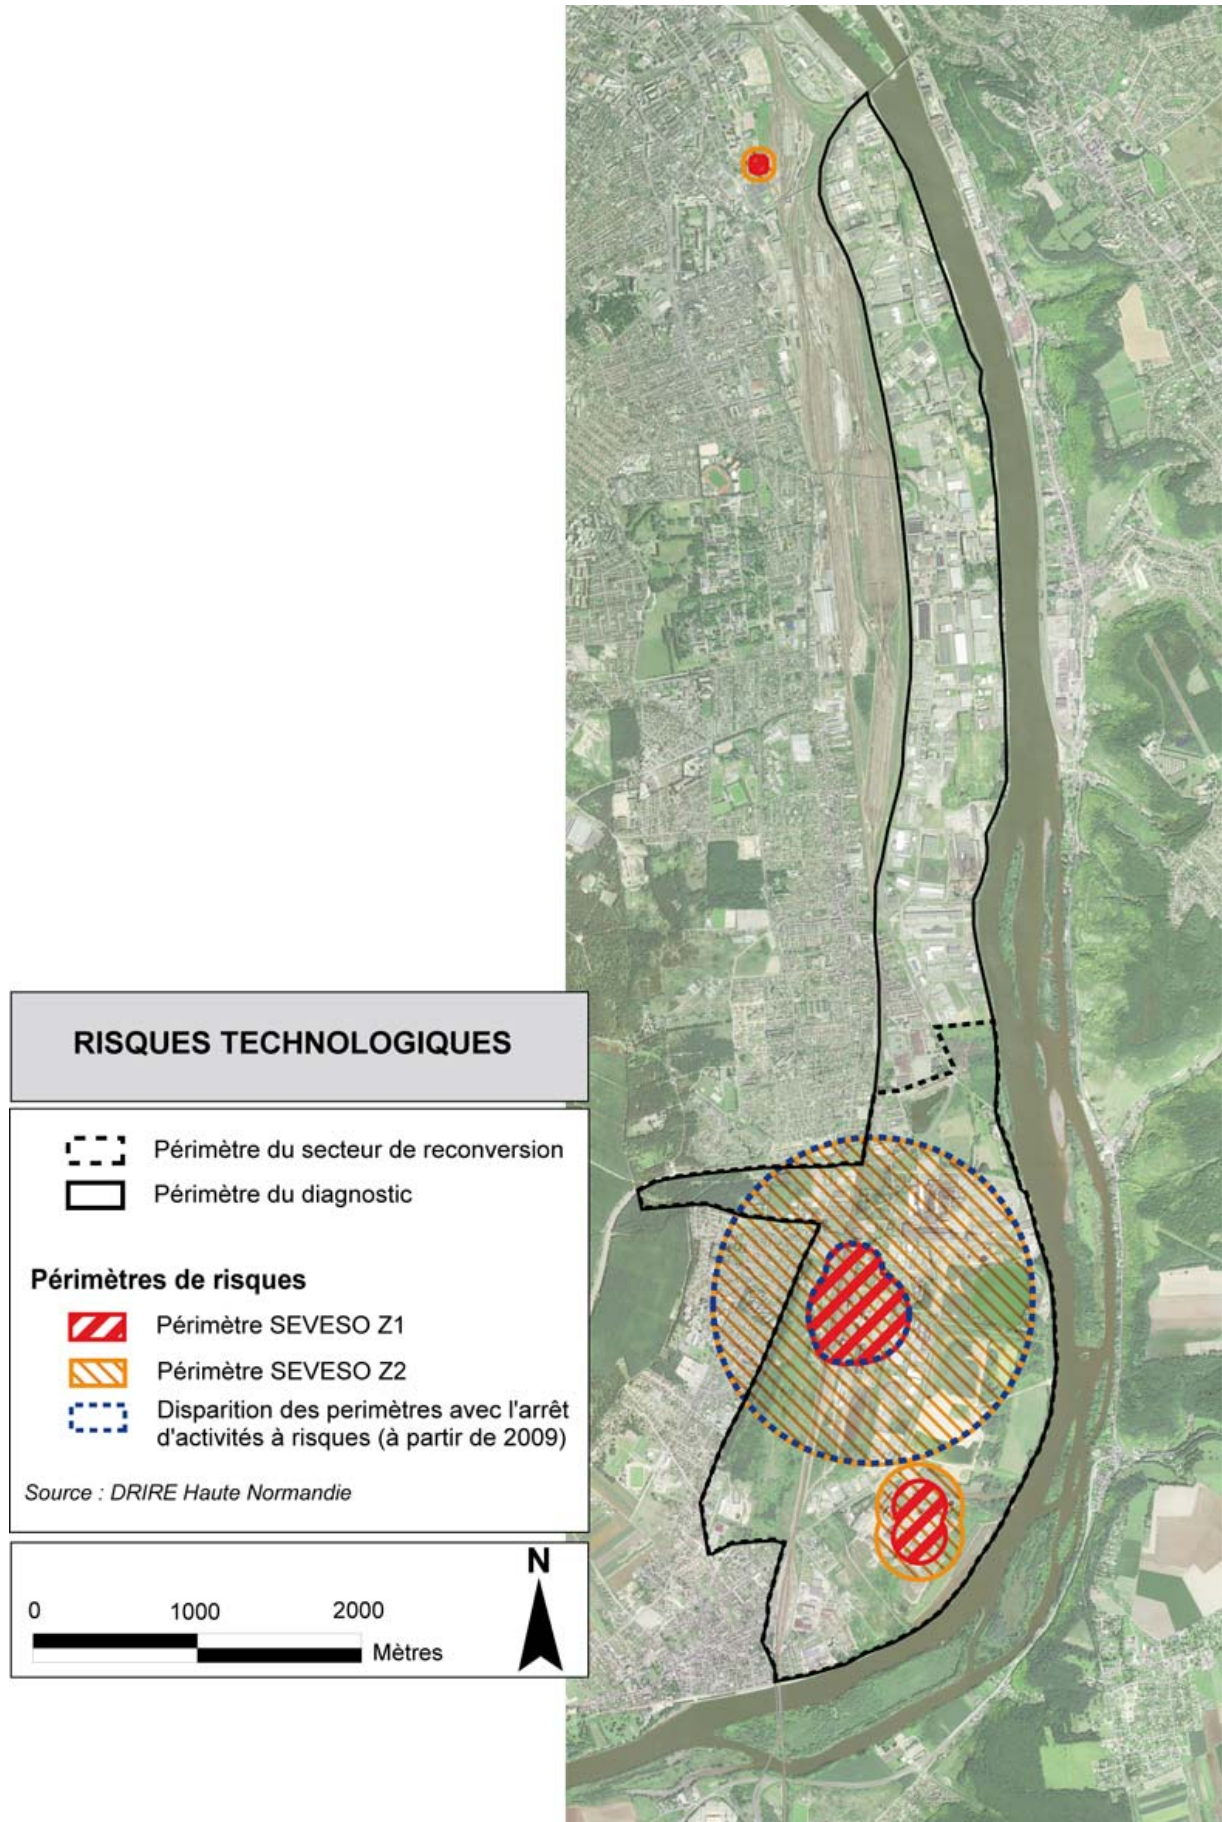 RISQUES TECHNOLOGIQUES
Périmètre du secteur de reconversion
Périmètre du diagnostic
Périmètres de risques
Périmètre SEVESO Z1
Périmètre SEVESO Z2
Disparition des perimètres avec l'arrêt
d'activités à risques (à partir de 2009)
Source : DRIRE Haute Normandie
N
0 1000 2000
Mètres